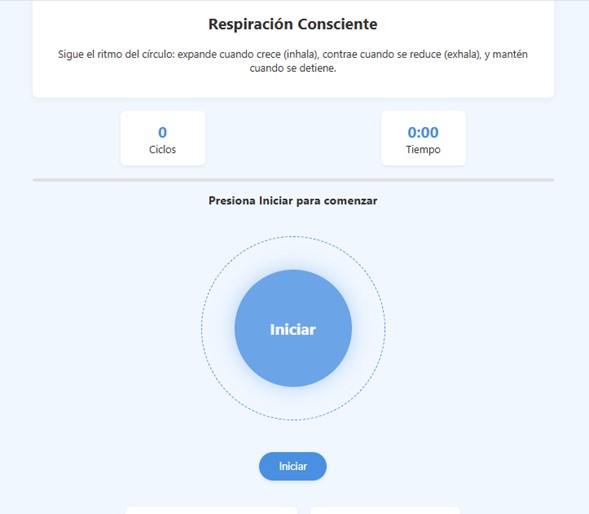 Respiración Consciente
Sigue el ritmo del círculo: expande cuando crece (inhala), contrae cuando se reduce (exhala), y mantén
cuando se detiene.
0
Ciclos
0:00
Tiempo
Presiona Iniciar para comenzar
Iniciar
Iniciar